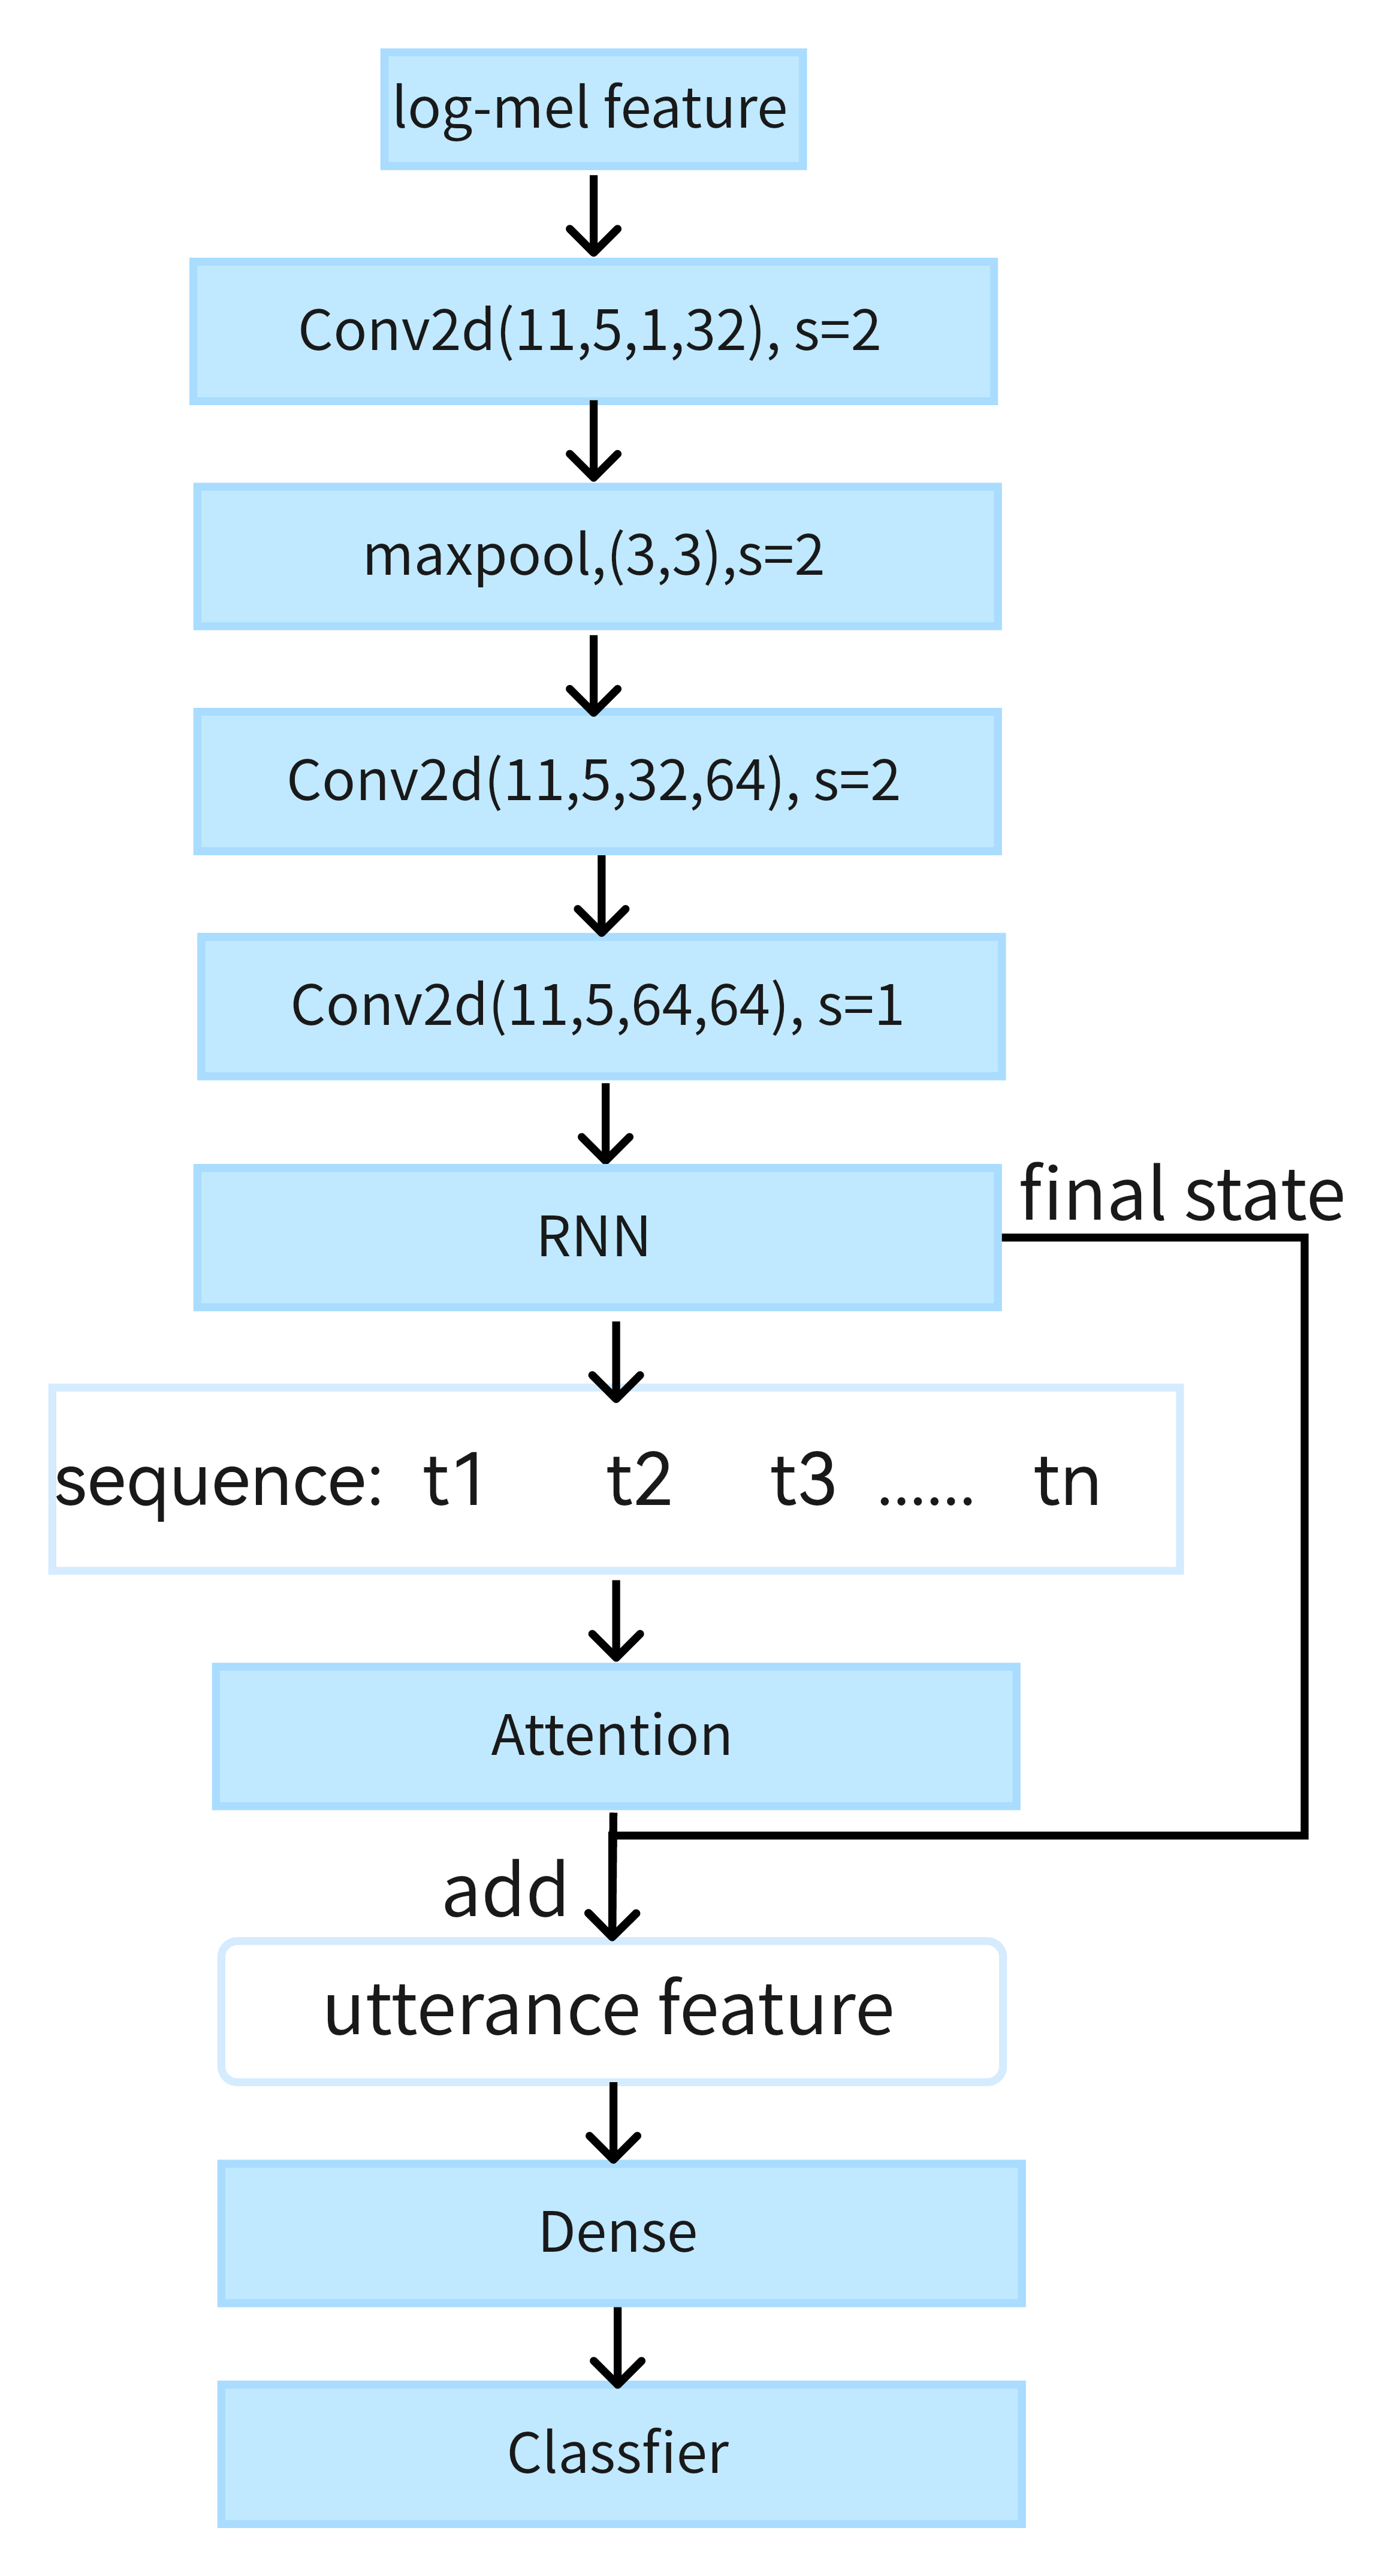 log-mel feature
Conv2d(11,5,1,32), s=2
maxpool,(3,3),s=2
Conv2d(11,5,32,64), s=2
Conv2d(11,5,64,64), s=1
final state
RNN
sequence: t1 t2 t3 ...... tn
Attention
add
utterance feature
Dense
Classfier